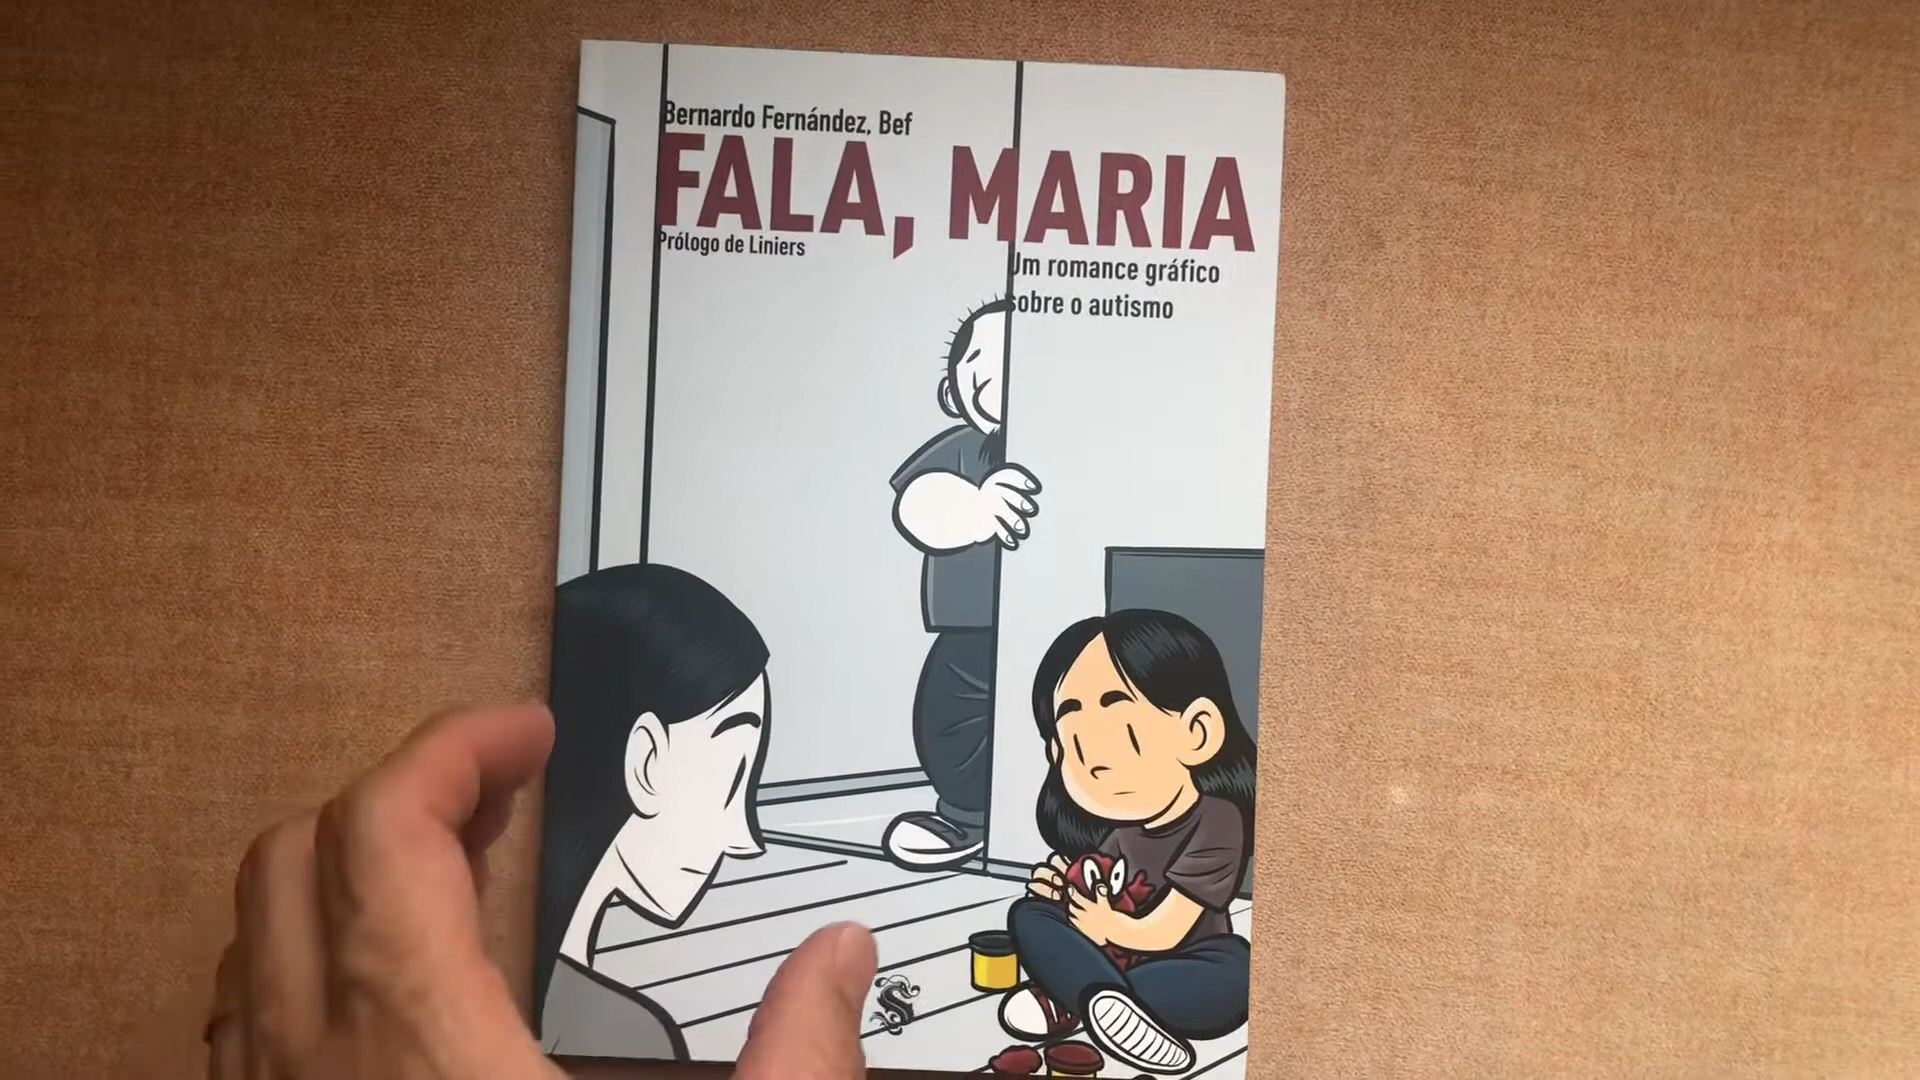 Bernardo Fernández, Bef
FALA, MARIA
Prólogo de Liniers
Um romance gráfico
sobre o autismo